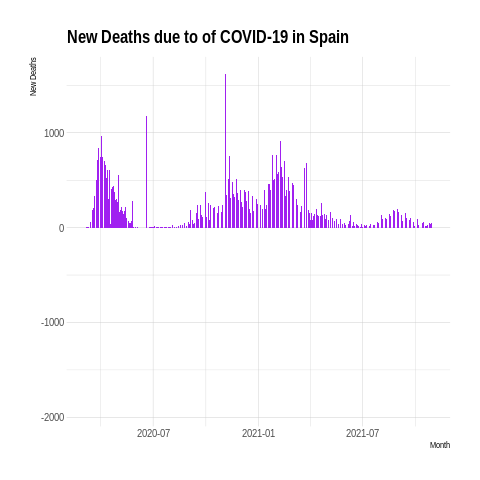 New Deaths due to of COVID-19 in Spain
New Deaths
1000
0
-1000
-2000
2020-07
2021-01
2021-07
Month